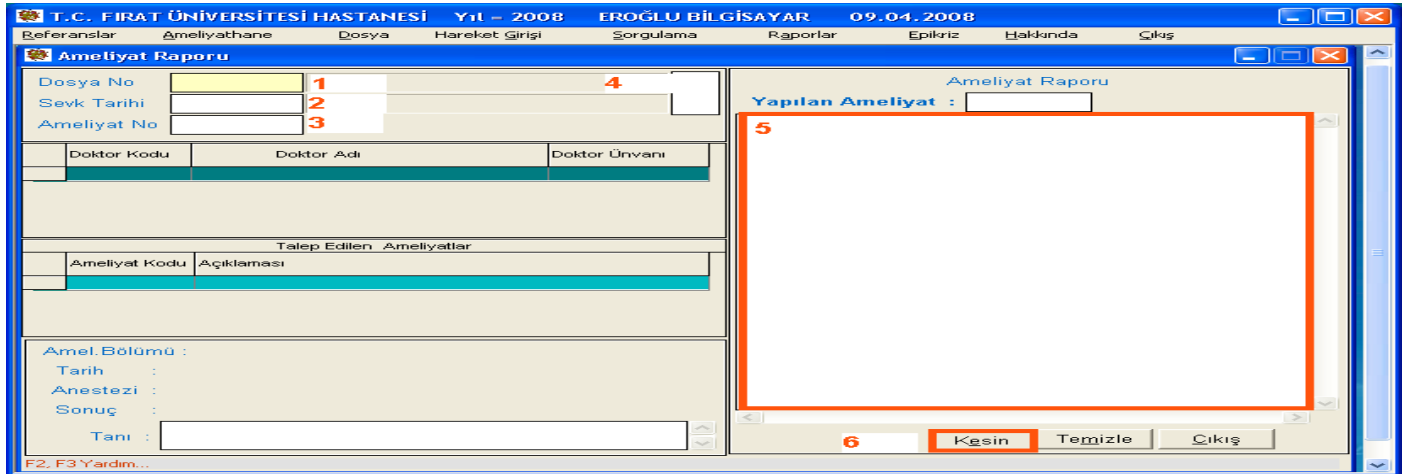 T.C. FIRAT ÜNİVERSİTESİ HASTANESİ Yıl - 2008 EROĞLU BİLGİSAYAR 09.04.2008
Referanslar Ameliyathane Dosya Hareket Girişi Sorgulama Raporlar Epikriz Hakkında Çıkış
Ameliyat Raporu
Dosya No 1 4
Sevk Tarihi 2
Ameliyat No 3
Doktor Kodu Doktor Adı Doktor Ünvanı
Talep Edilen Ameliyatlar
Ameliyat Kodu Açıklaması
Amel.Bölümü :
Tarih :
Anestezi :
Sonuç :
Tanı :
Ameliyat Raporu
Yapılan Ameliyat :
5
6 Kesin Temizle Çıkış
F2, F3 Yardım...